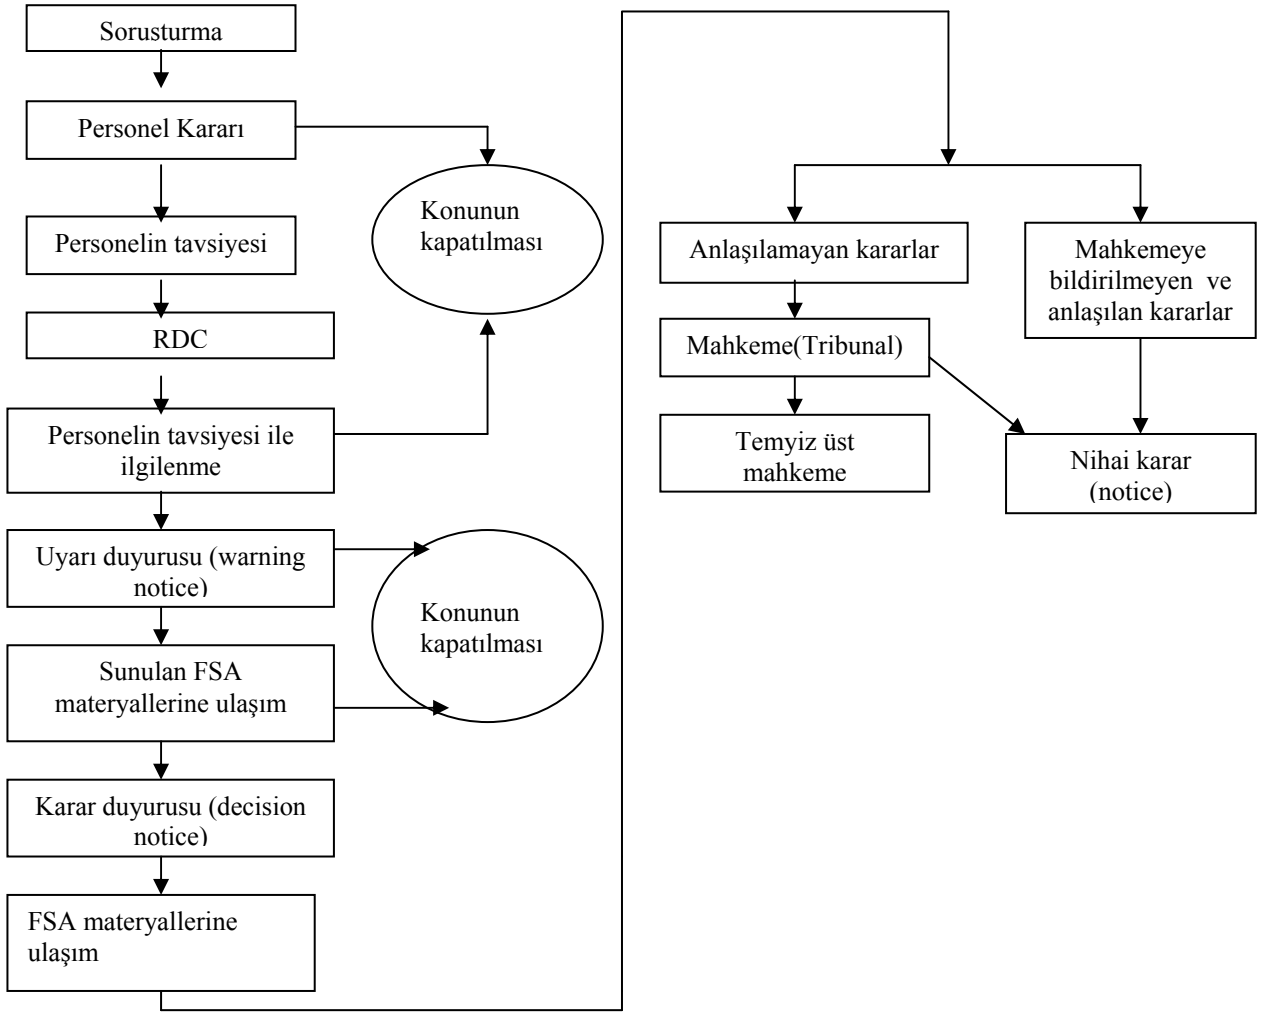 Sorusturma
Personel Kararı
Personelin tavsiyesi
RDC
Personelin tavsiyesi ile
ilgilenme
Uyarı duyurusu (warning
notice)
Sunulan FSA
materyallerine ulaşım
Karar duyurusu (decision
notice)
FSA materyallerine
ulaşım
Konunun
kapatılması
Konunun
kapatılması
Anlaşılamayan kararlar
Mahkeme(Tribunal)
Temyiz üst
mahkeme
Mahkemeye
bildirilmeyen  ve
anlaşılan kararlar
Nihai karar
(notice)